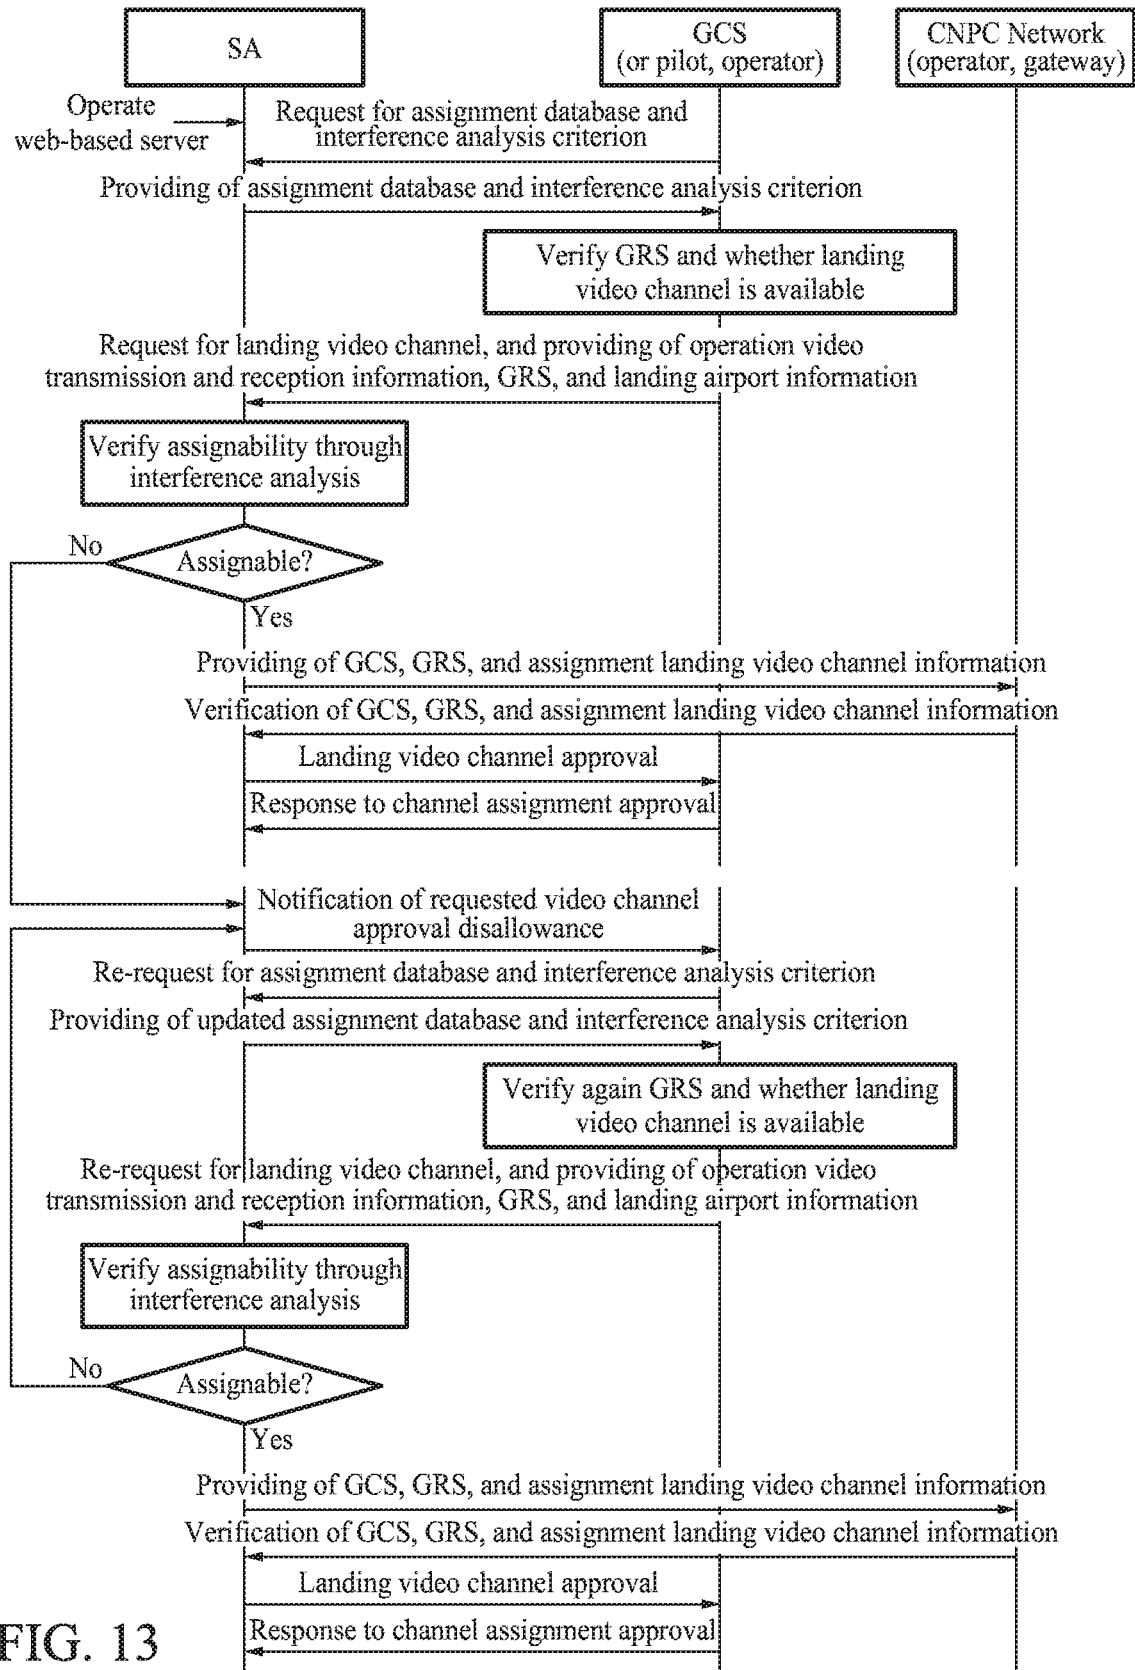 SA
GCS
(or pilot, operator)
CNPC Network
(operator, gateway)
Operate
web-based server
Request for assignment database and
interference analysis criterion
Providing of assignment database and interference analysis criterion
Verify GRS and whether landing
video channel is available
Request for landing video channel, and providing of operation video
transmission and reception information, GRS, and landing airport information
Verify assignability through
interference analysis
No
Assignable?
Yes
Providing of GCS, GRS, and assignment landing video channel information
Verification of GCS, GRS, and assignment landing video channel information
Landing video channel approval
Response to channel assignment approval
Notification of requested video channel
approval disallowance
Re-request for assignment database and interference analysis criterion
Providing of updated assignment database and interference analysis criterion
Verify again GRS and whether landing
video channel is available
Re-request for landing video channel, and providing of operation video
transmission and reception information, GRS, and landing airport information
Verify assignability through
interference analysis
No
Assignable?
Yes
Providing of GCS, GRS, and assignment landing video channel information
Verification of GCS, GRS, and assignment landing video channel information
Landing video channel approval
Response to channel assignment approval
FIG. 13